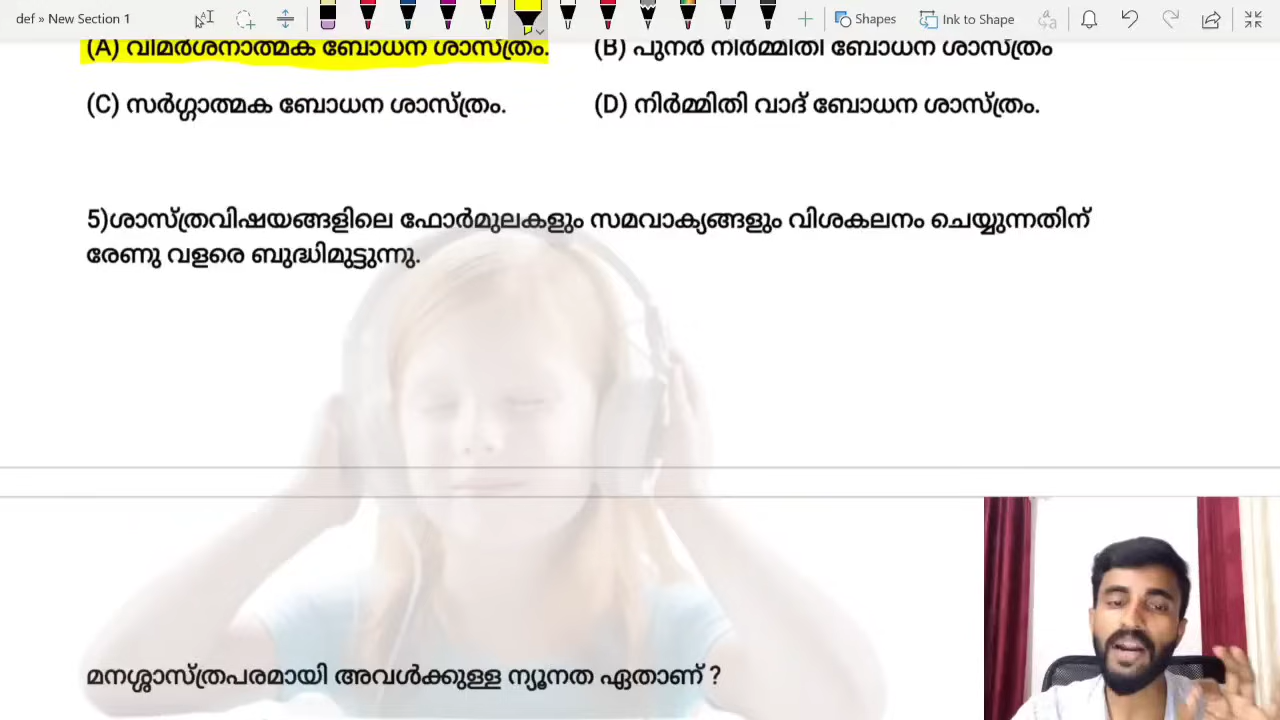 def » New Section 1
Shapes
Ink to Shape
(A) വിമർശനാത്മക ബോധന ശാസ്ത്രം.
(B) പുനർ നിർമ്മിതി ബോധന ശാസ്ത്രം
(C) സർഗ്ഗാത്മക ബോധന ശാസ്ത്രം.
(D) നിർമ്മിതി വാദ് ബോധന ശാസ്ത്രം.
5)ശാസ്ത്രവിഷയങ്ങളിലെ ഫോർമുലകളും സമവാക്യങ്ങളും വിശകലനം ചെയ്യുന്നതിന്
രേണു വളരെ ബുദ്ധിമുട്ടുന്നു.
മനശ്ശാസ്ത്രപരമായി അവൾക്കുള്ള ന്യൂനത ഏതാണ് ?